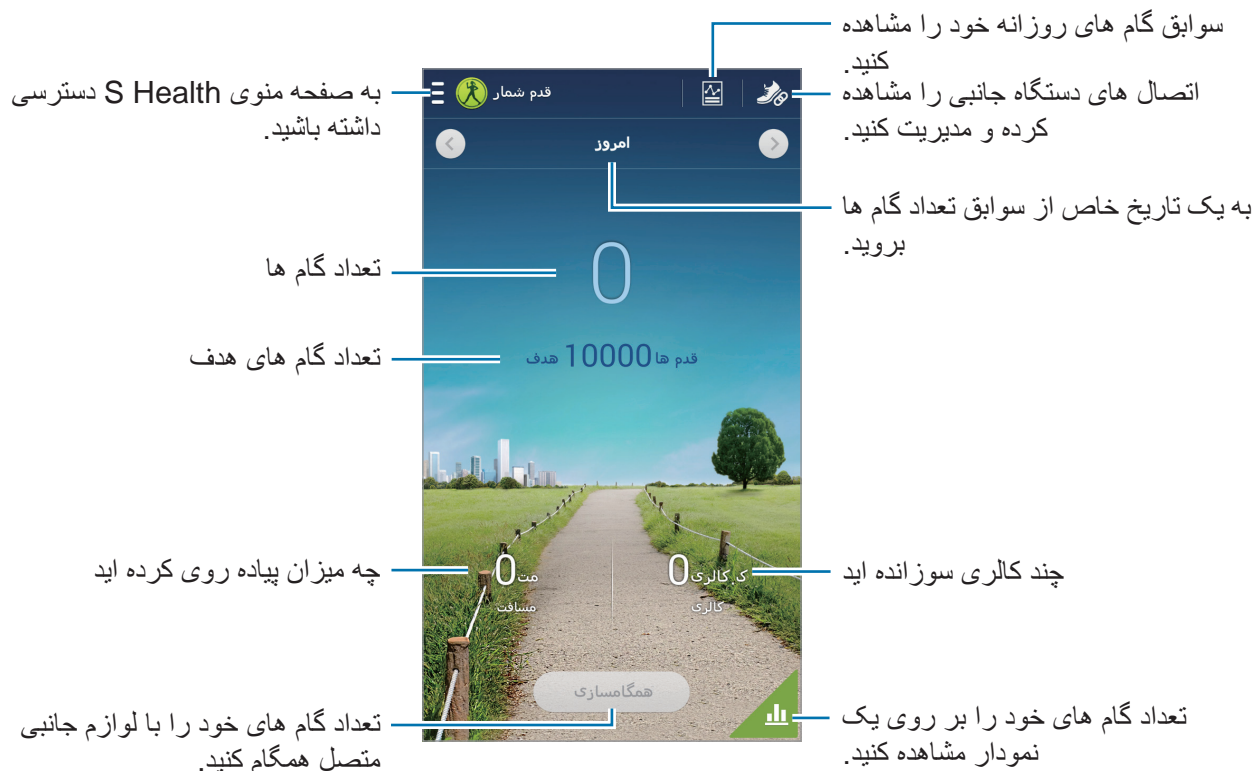 سوابق گام های روزانه خود را مشاهده
کنید.
اتصال های دستگاه جانبی را مشاهده
کرده و مدیریت کنید.
به یک تاریخ خاص از سوابق تعداد گام ها
بروید.
چند کالری سوزانده اید
تعداد گام های خود را بر روی یک
نمودار مشاهده کنید.
قدم شمار
امروز
0
قدم ها 10000 هدف
ک.کالری 0
کالری
مت 0
مسافت
همگامسازی
به صفحه منوی S Health دسترسی
داشته باشید.
تعداد گام ها
تعداد گام های هدف
چه میزان پیاده روی کرده اید
تعداد گام های خود را با لوازم جانبی
متصل همگام کنید.